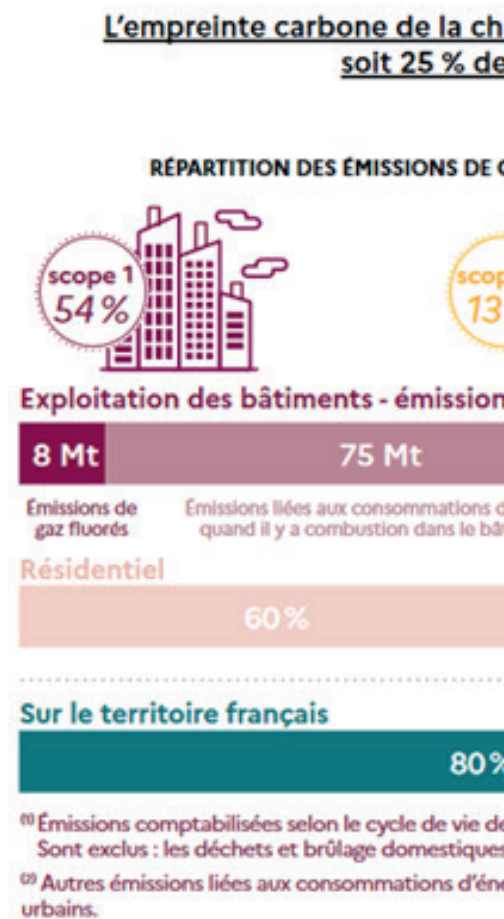 L'empreinte carbone de la ch
soit 25 % de
RÉPARTITION DES ÉMISSIONS DE
scope 1
54 %
scop
13
Exploitation des bâtiments - émission
8 Mt
75 Mt
Émissions de
gaz fluorés
Émissions liées aux consommations d
quand il y a combustion dans le bât
Résidentiel
60 %
Sur le territoire français
80 %
(1) Émissions comptabilisées selon le cycle de vie de
Sont exclus : les déchets et brûlage domestiques
(2) Autres émissions liées aux consommations d'éne
urbains.